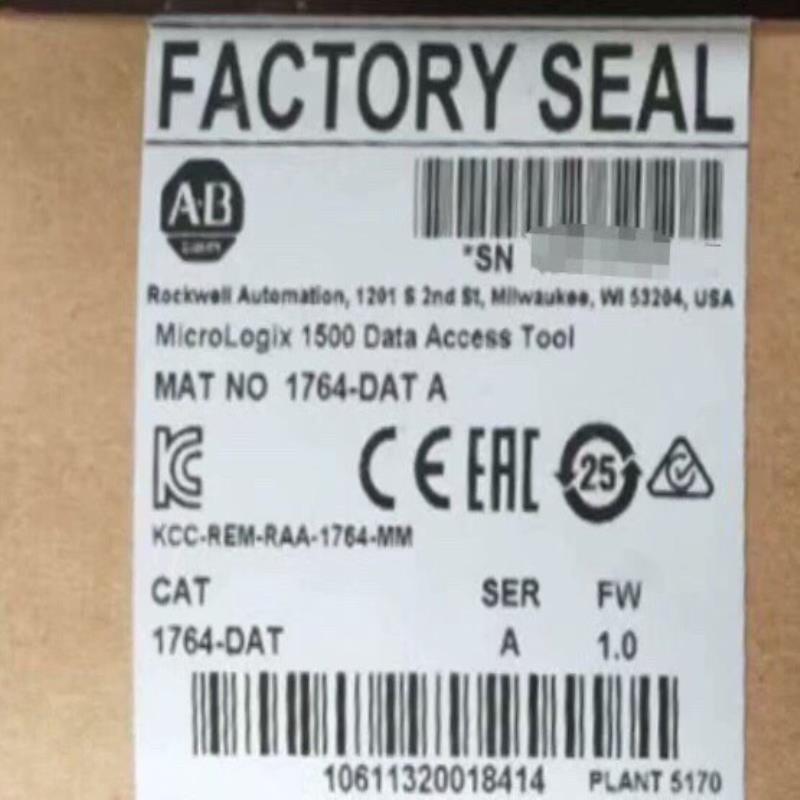 FACTORY SEAL
A·B
*SN
Rockwell Automation, 1201 S 2nd St, Milwaukee, WI 53204, USA
MicroLogix 1500 Data Access Tool
MAT NO 1764-DAT A
KC CE EAC 25
KCC-REM-RAA-1764-MM
CAT SER FW
1764-DAT A 1.0
10611320018414 PLANT 5170